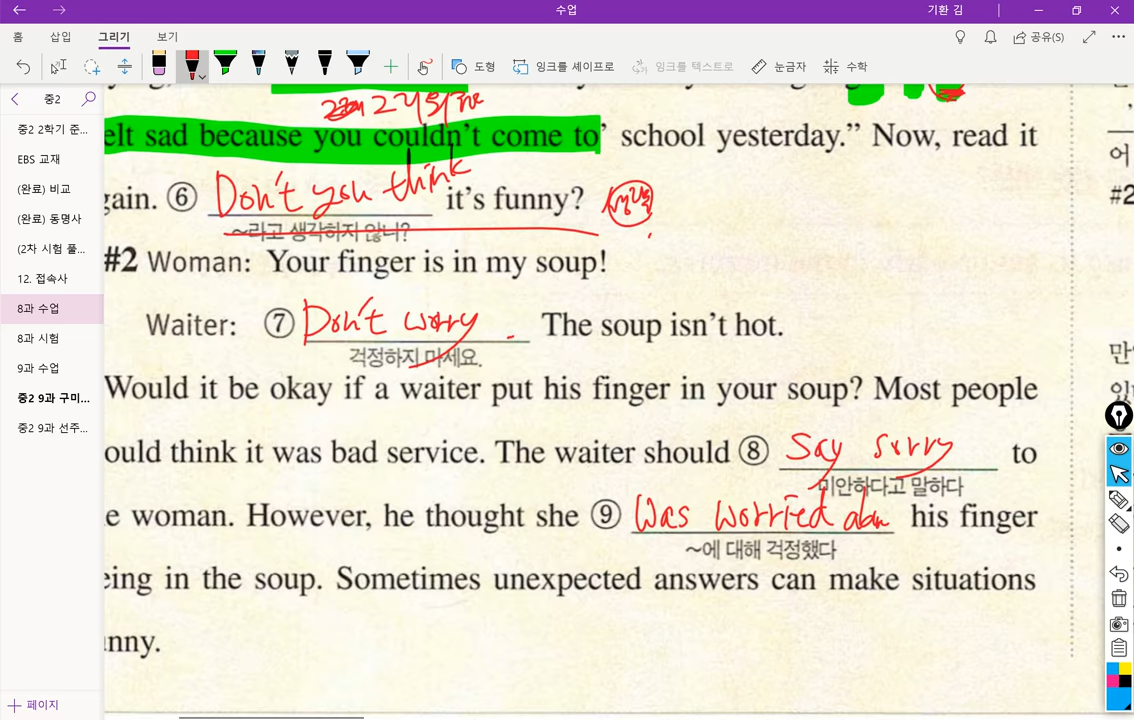 수업
기환 김
홈 삽입 그리기 보기
공유(S)
도형 잉크를 셰이프로 잉크를 텍스트로 눈금자 수학
중2
중2 2학기 준...
EBS 교재
(완료) 비교
(완료) 동명사
(2차 시험 풀...
12. 접속사
8과 수업
8과 시험
9과 수업
중2 9과 구미...
중2 9과 선주...
페이지
elt sad because you couldn't come to' school yesterday.” Now, read it
gain. ⑥ Don't you think it's funny?
~라고 생각하지 않니?
#2 Woman: Your finger is in my soup!
Waiter: ⑦ Don't worry . The soup isn't hot.
걱정하지 마세요.
Would it be okay if a waiter put his finger in your soup? Most people
ould think it was bad service. The waiter should ⑧ say sorry to
미안하다고 말하다
e woman. However, he thought she ⑨ was worried abou his finger
~에 대해 걱정했다
eing in the soup. Sometimes unexpected answers can make situations
unny.
어
#2
만
있